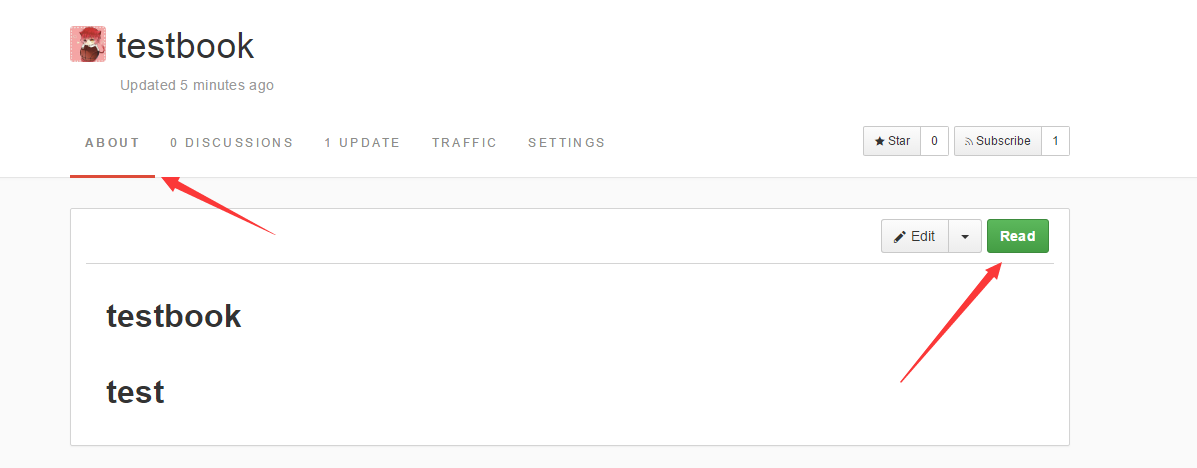 testbook
Updated 5 minutes ago
ABOUT 0 DISCUSSIONS 1 UPDATE TRAFFIC SETTINGS Star 0 Subscribe 1
Edit Read
testbook
test